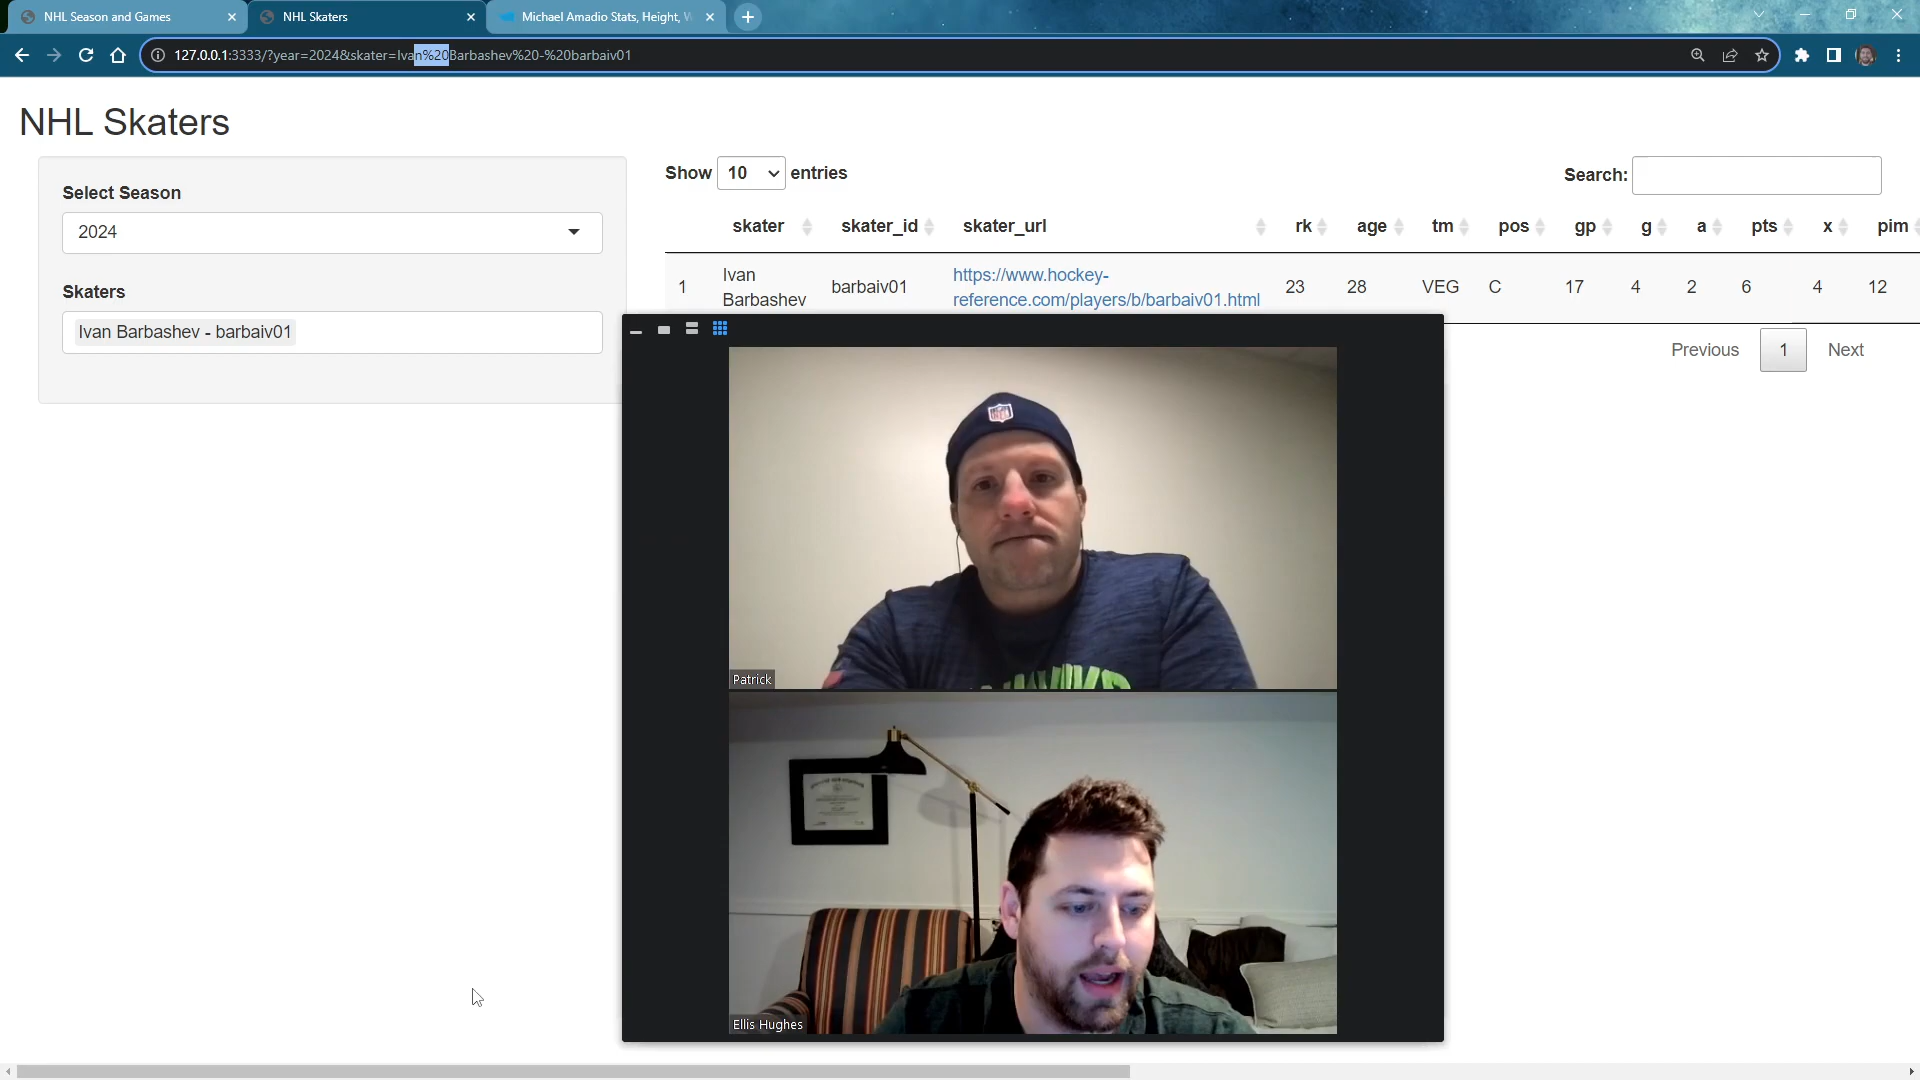 NHL Season and Games
NHL Skaters
Michael Amadio Stats, Height, W
127.0.0.1:3333/?year=2024&skater=Ivan%20Barbashev%20-%20barbaiv01
NHL Skaters
Select Season
2024
Skaters
Ivan Barbashev - barbaiv01
Show 10 entries
Search:
skater skater_id skater_url rk age tm pos gp g a pts x pim
1 Ivan Barbashev barbaiv01 https://www.hockey-reference.com/players/b/barbaiv01.html 23 28 VEG C 17 4 2 6 4 12
Previous 1 Next
NFL
Patrick
Ellis Hughes